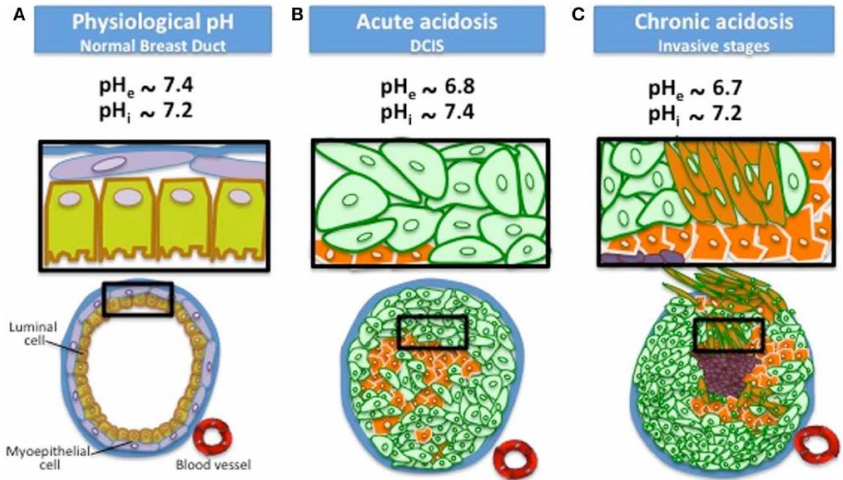 A
Physiological pH
Normal Breast Duct
pHe ~ 7.4
pHi ~ 7.2
Luminal
cell
Myoepithelial
cell
Blood vessel
B
Acute acidosis
DCIS
pHe ~ 6.8
pHi ~ 7.4
C
Chronic acidosis
Invasive stages
pHe ~ 6.7
pHi ~ 7.2